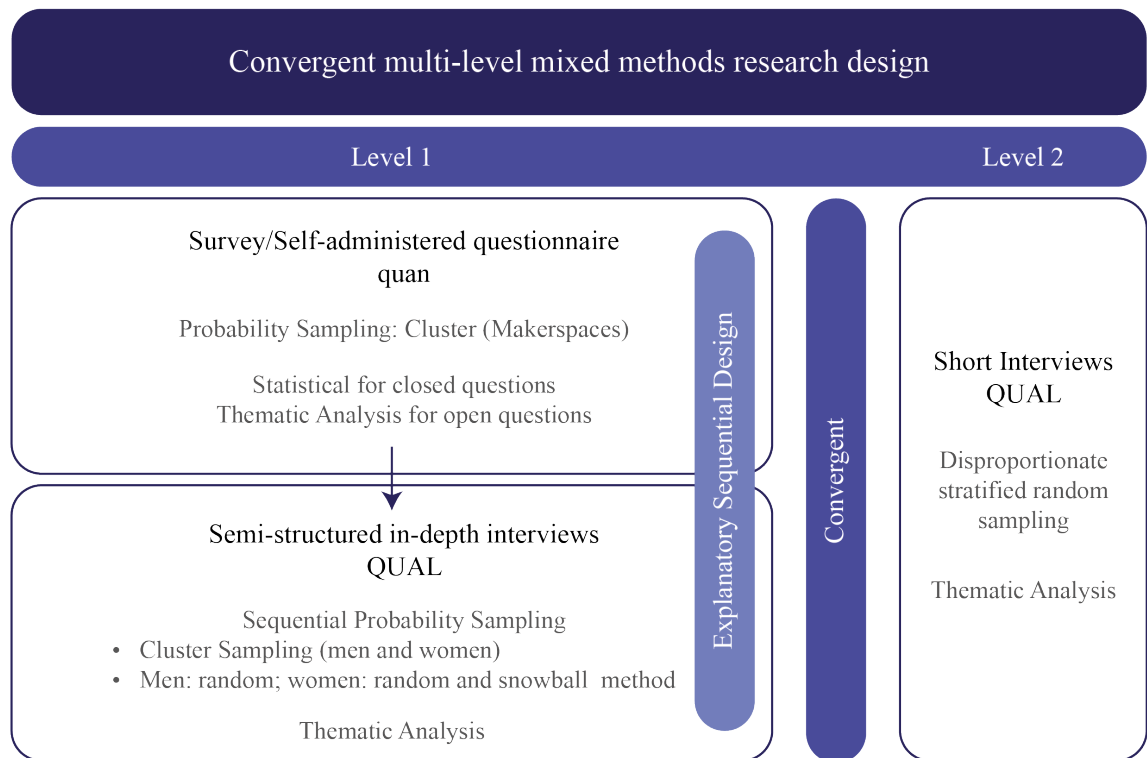 Convergent multi-level mixed methods research design
Level 1
Level 2
Survey/Self-administered questionnaire
quan
Probability Sampling: Cluster (Makerspaces)
Statistical for closed questions
Thematic Analysis for open questions
Semi-structured in-depth interviews
QUAL
Sequential Probability Sampling
• Cluster Sampling (men and women)
• Men: random; women: random and snowball method
Thematic Analysis
Explanatory Sequential Design
Convergent
Short Interviews
QUAL
Disproportionate
stratified random
sampling
Thematic Analysis